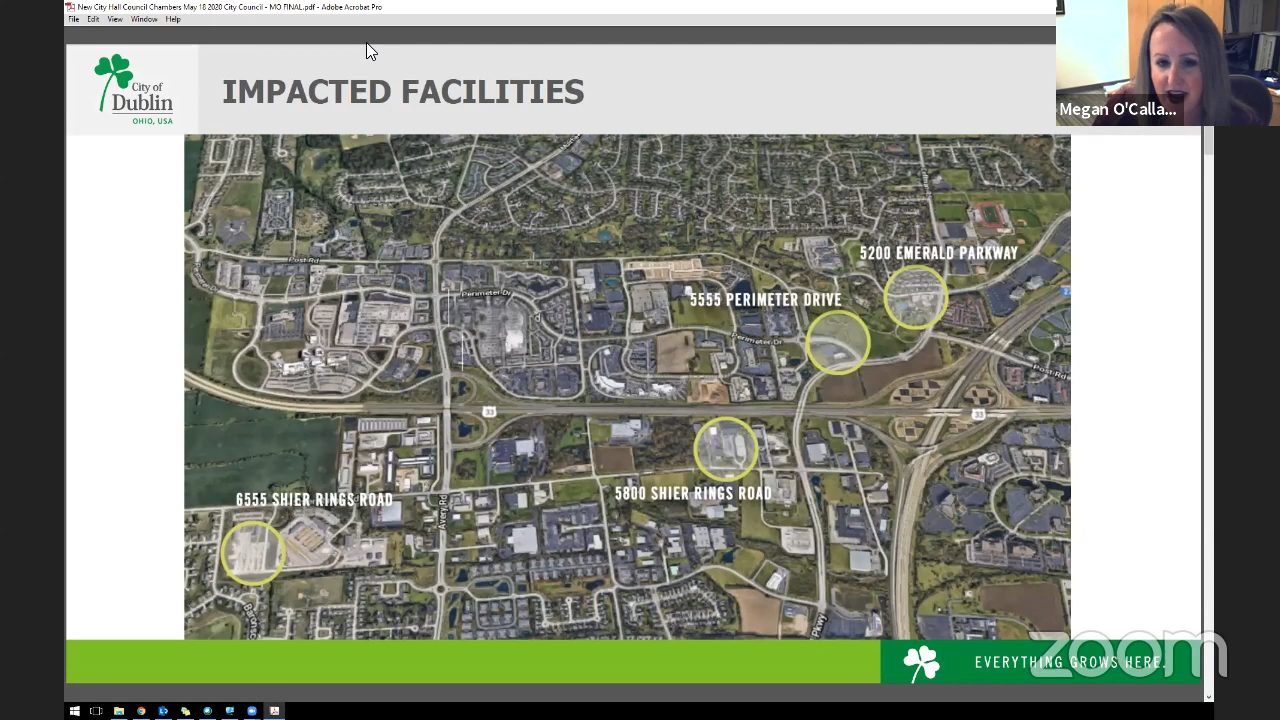 New City Hall Council Chambers May 18 2020 City Council - MO FINAL.pdf - Adobe Acrobat Pro
File Edit View Window Help
City of
Dublin
OHIO, USA
IMPACTED FACILITIES
Megan O'Calla...
5200 EMERALD PARKWAY
Post Rd
Perimeter Dr
5555 PERIMETER DRIVE
Perimeter Dr
Post Rd
33
33
6555 SHIER RINGS ROAD
5800 SHIER RINGS ROAD
Avery Rd
Pkwy
EVERYTHING GROWS HERE.
zoom